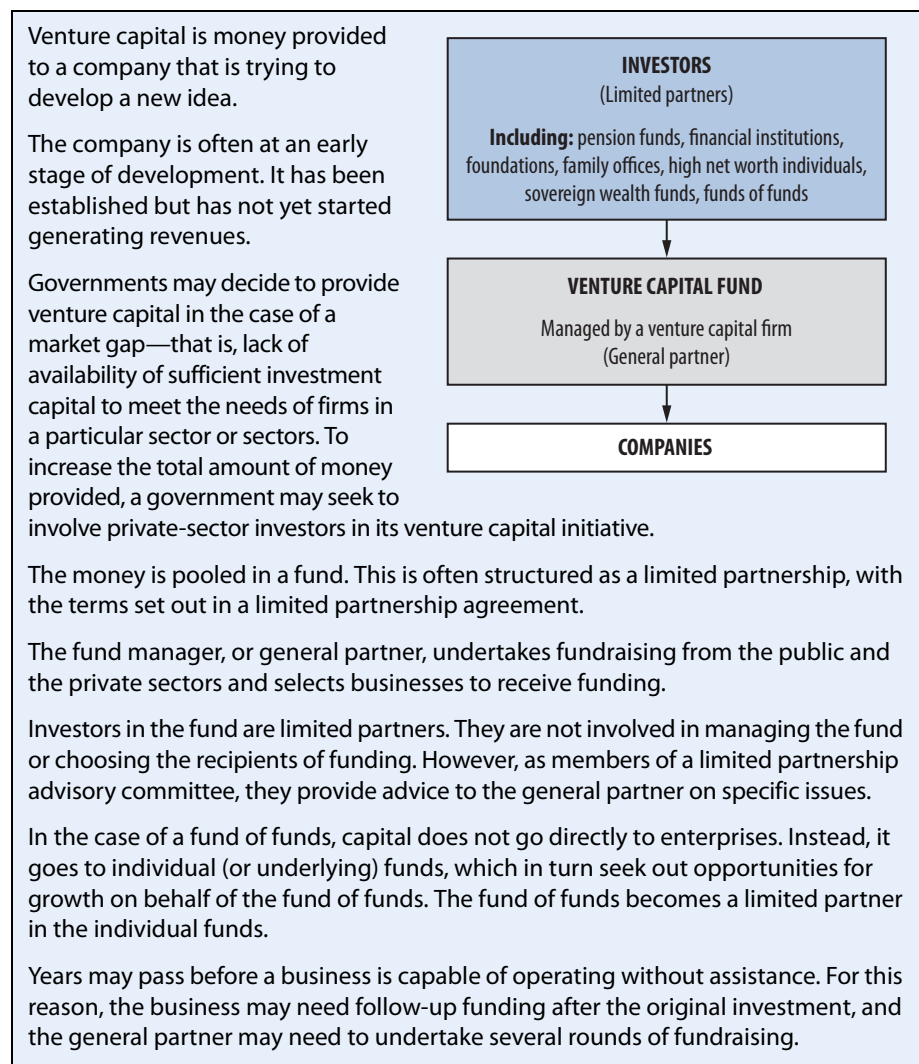 Venture capital is money provided
to a company that is trying to
develop a new idea.
The company is often at an early
stage of development. It has been
established but has not yet started
generating revenues.
Governments may decide to provide
venture capital in the case of a
market gap—that is, lack of
availability of sufficient investment
capital to meet the needs of firms in
a particular sector or sectors. To
increase the total amount of money
provided, a government may seek to
involve private-sector investors in its venture capital initiative.
INVESTORS
(Limited partners)
Including: pension funds, financial institutions,
foundations, family offices, high net worth individuals,
sovereign wealth funds, funds of funds
VENTURE CAPITAL FUND
Managed by a venture capital firm
(General partner)
COMPANIES
The money is pooled in a fund. This is often structured as a limited partnership, with
the terms set out in a limited partnership agreement.
The fund manager, or general partner, undertakes fundraising from the public and
the private sectors and selects businesses to receive funding.
Investors in the fund are limited partners. They are not involved in managing the fund
or choosing the recipients of funding. However, as members of a limited partnership
advisory committee, they provide advice to the general partner on specific issues.
In the case of a fund of funds, capital does not go directly to enterprises. Instead, it
goes to individual (or underlying) funds, which in turn seek out opportunities for
growth on behalf of the fund of funds. The fund of funds becomes a limited partner
in the individual funds.
Years may pass before a business is capable of operating without assistance. For this
reason, the business may need follow-up funding after the original investment, and
the general partner may need to undertake several rounds of fundraising.